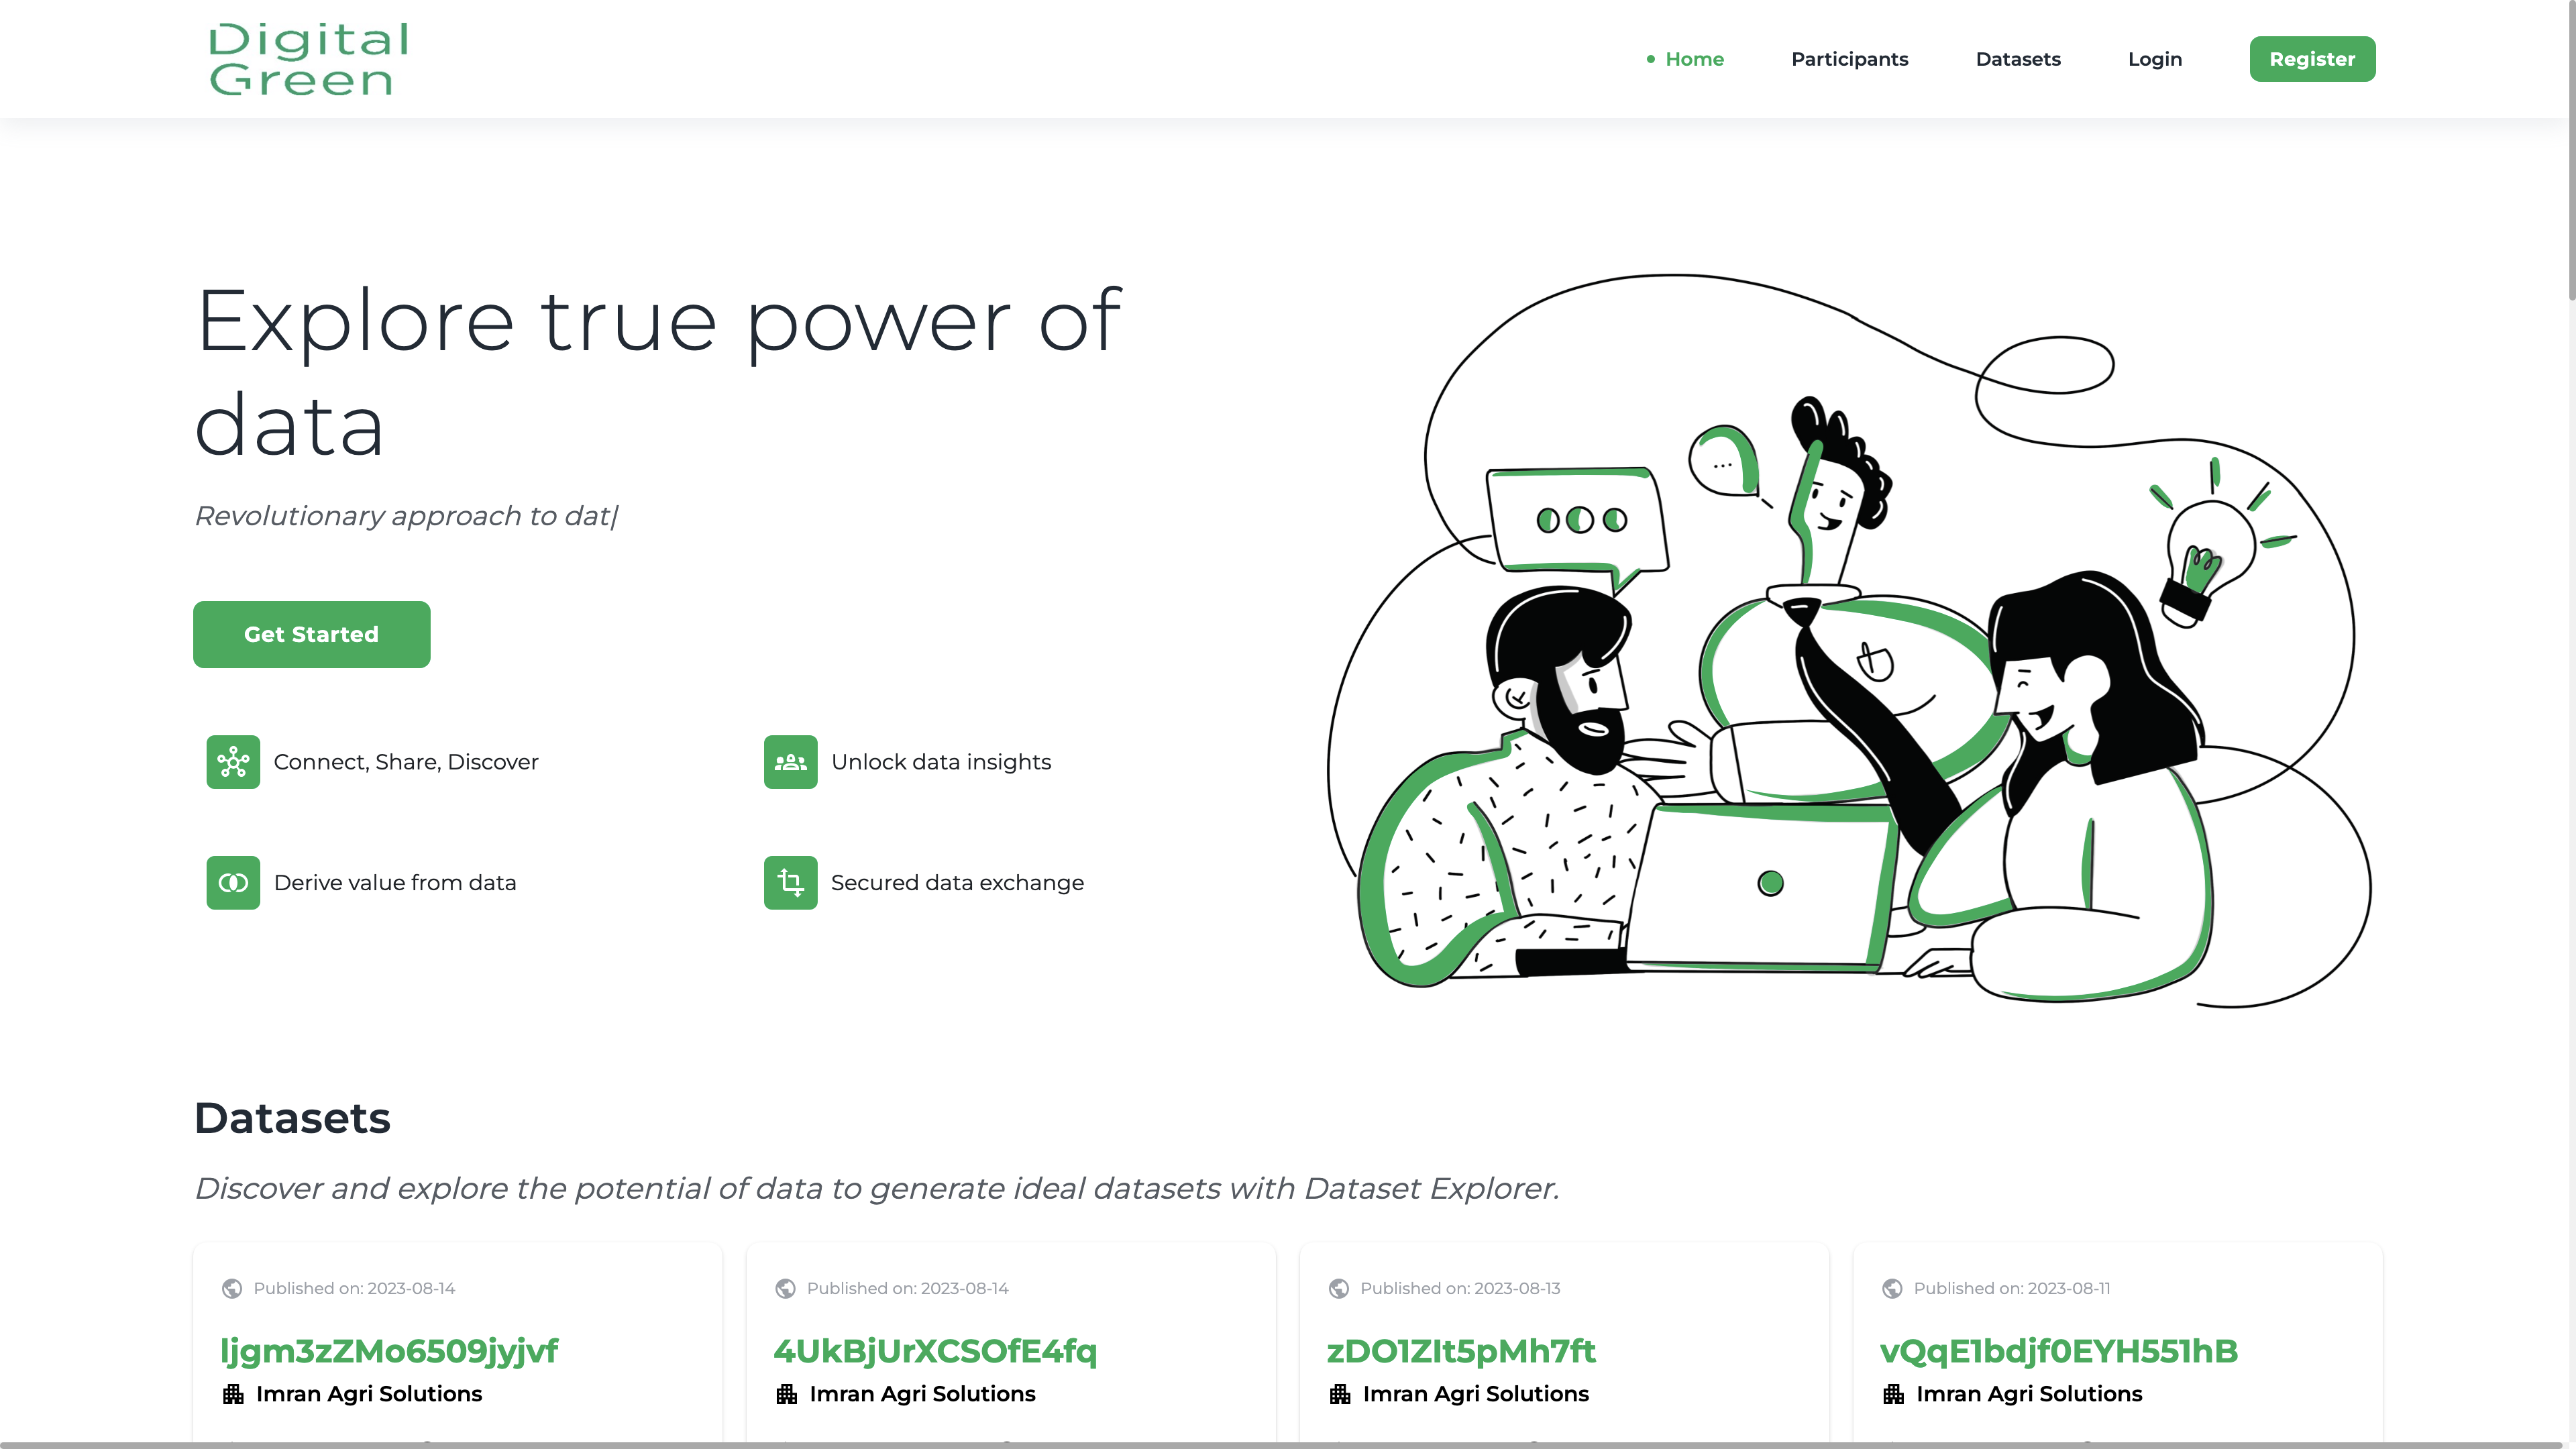 Digital
Green
Home
Participants
Datasets
Login
Register
Explore true power of
data
Revolutionary approach to dat|
Get Started
Connect, Share, Discover
Unlock data insights
Derive value from data
Secured data exchange
Datasets
Discover and explore the potential of data to generate ideal datasets with Dataset Explorer.
Published on: 2023-08-14
ljgm3zZMo6509jyjvf
Imran Agri Solutions
Published on: 2023-08-14
4UkBjUrXCSOfE4fq
Imran Agri Solutions
Published on: 2023-08-13
zDO1ZIt5pMh7ft
Imran Agri Solutions
Published on: 2023-08-11
vQqE1bdjf0EYH551hB
Imran Agri Solutions